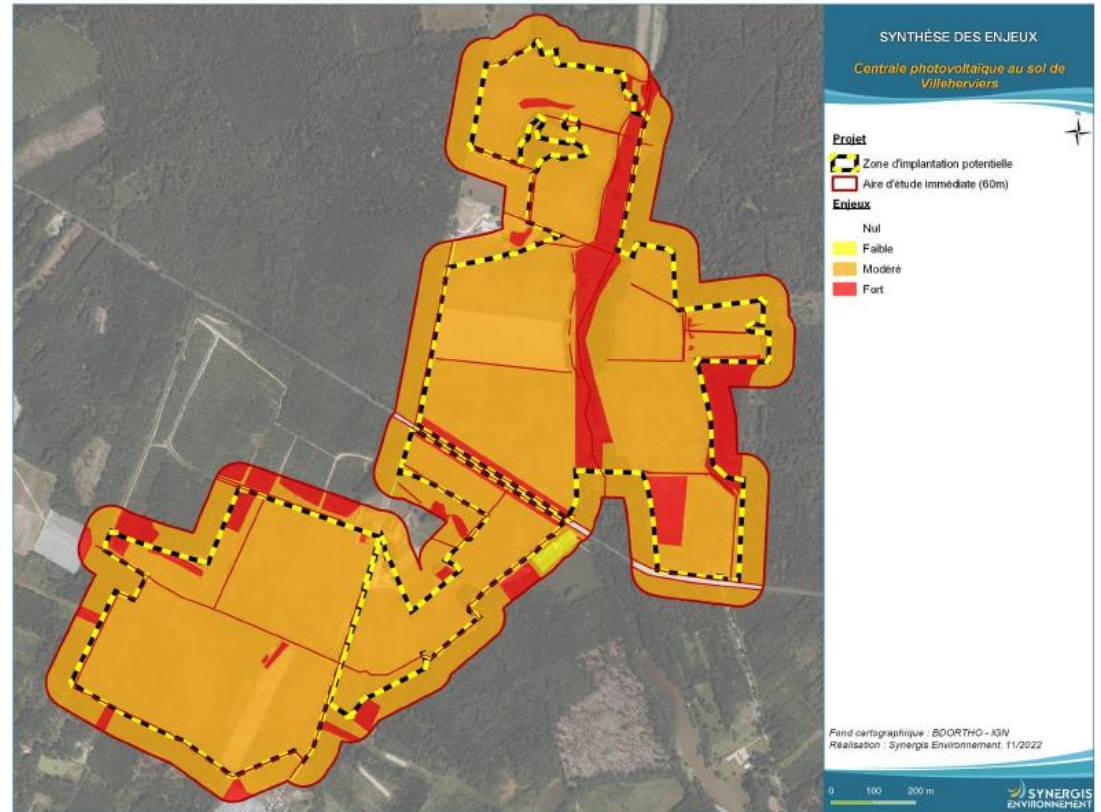 SYNTHÈSE DES ENJEUX
Centrale photovoltaïque au sol de
Villeherviers
N
Projet
Zone d'implantation potentielle
Aire d'étude immédiate (60m)
Enjeux
Nul
Faible
Modéré
Fort
Fond cartographique : BDORTHO - IGN
Réalisation : Synergis Environnement, 11/2022
0 100 200 m
SYNERGIS
ENVIRONNEMENT